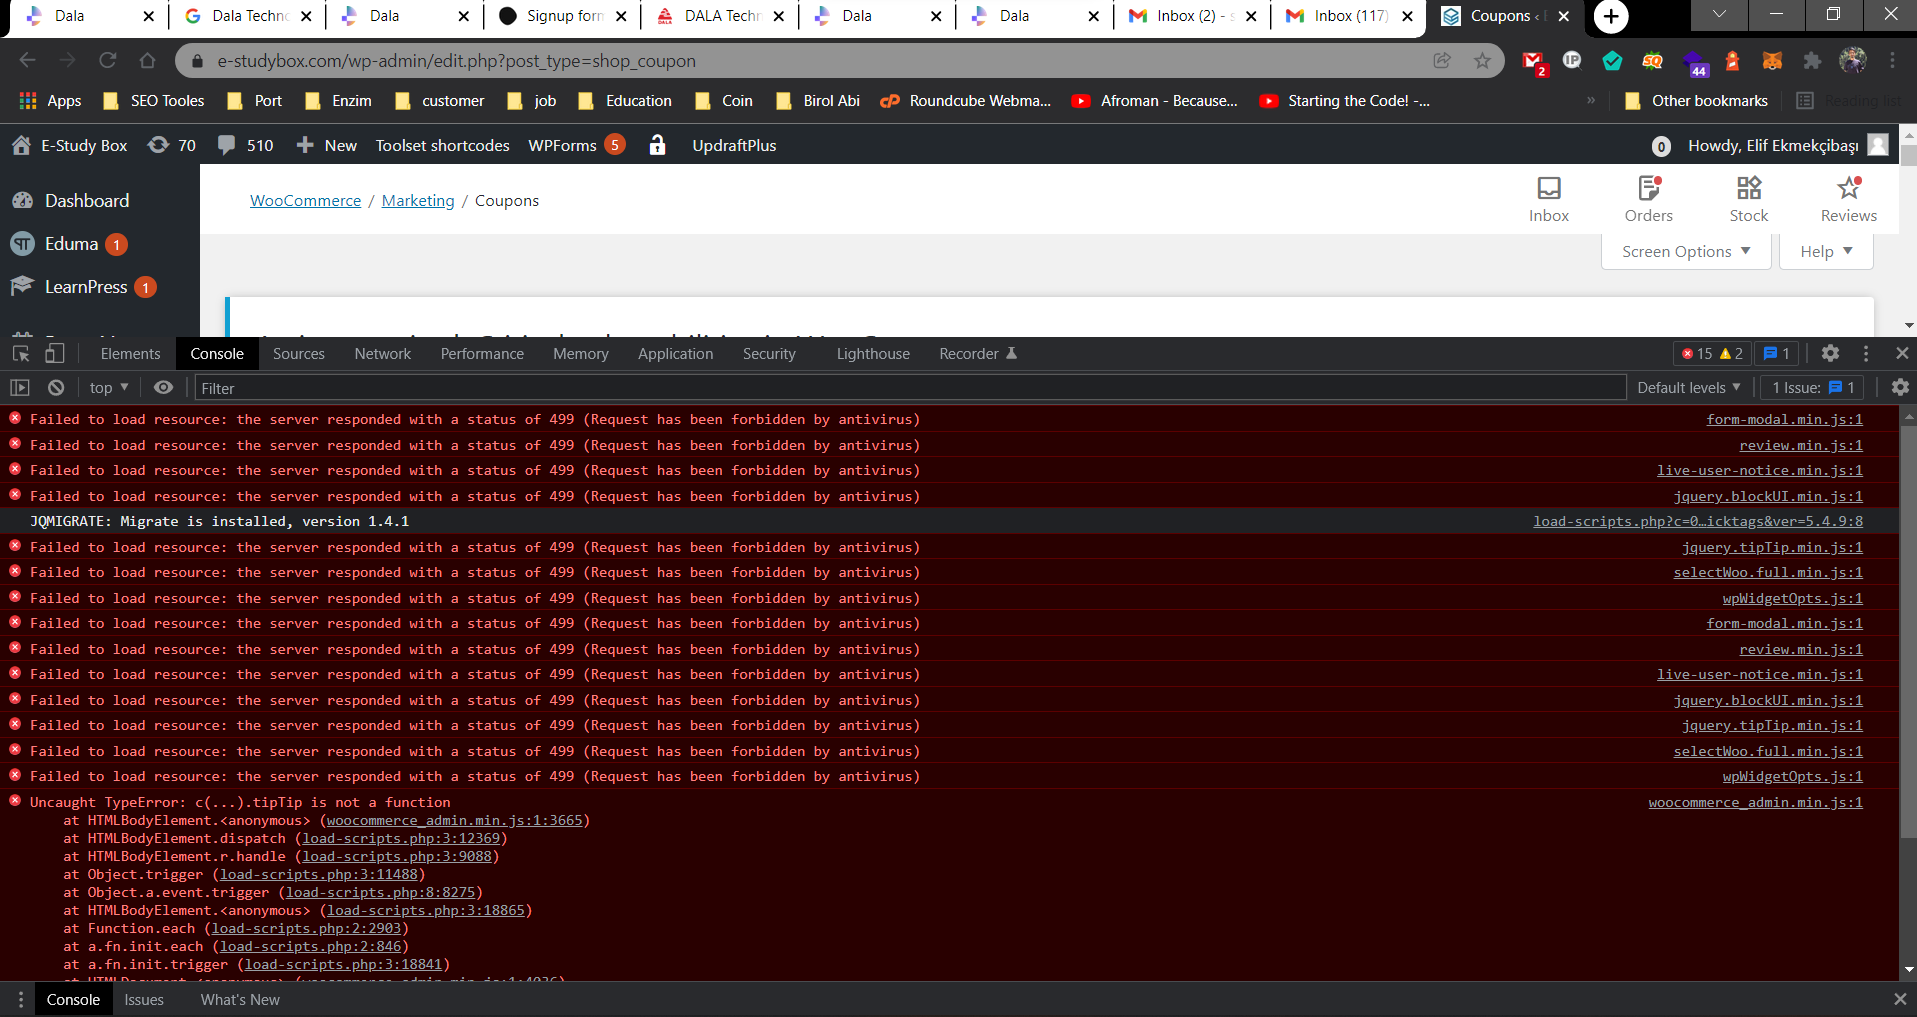 Dala
Dala Techno
Dala
Signup form
DALA Techn
Dala
Dala
Inbox (2) - s
Inbox (117)
Coupons ‹ E
e-studybox.com/wp-admin/edit.php?post_type=shop_coupon
2
IP
SQ
44
Apps
SEO Tooles
Port
Enzim
customer
job
Education
Coin
Birol Abi
Roundcube Webma...
Afroman - Because...
Starting the Code! -...
»
Other bookmarks
Reading list
E-Study Box
70
510
New
Toolset shortcodes
WPForms 5
UpdraftPlus
0
Howdy, Elif Ekmekçibaşı
Dashboard
Eduma 1
LearnPress 1
WooCommerce / Marketing / Coupons
Inbox
Orders
Stock
Reviews
Screen Options ▼
Help ▼
Elements
Console
Sources
Network
Performance
Memory
Application
Security
Lighthouse
Recorder
15
2
1
top ▼
Filter
Default levels ▼
1 Issue: 1
Failed to load resource: the server responded with a status of 499 (Request has been forbidden by antivirus) form-modal.min.js:1
Failed to load resource: the server responded with a status of 499 (Request has been forbidden by antivirus) review.min.js:1
Failed to load resource: the server responded with a status of 499 (Request has been forbidden by antivirus) live-user-notice.min.js:1
Failed to load resource: the server responded with a status of 499 (Request has been forbidden by antivirus) jquery.blockUI.min.js:1
JQMIGRATE: Migrate is installed, version 1.4.1 load-scripts.php?c=0…icktags&ver=5.4.9:8
Failed to load resource: the server responded with a status of 499 (Request has been forbidden by antivirus) jquery.tipTip.min.js:1
Failed to load resource: the server responded with a status of 499 (Request has been forbidden by antivirus) selectWoo.full.min.js:1
Failed to load resource: the server responded with a status of 499 (Request has been forbidden by antivirus) wpWidgetOpts.js:1
Failed to load resource: the server responded with a status of 499 (Request has been forbidden by antivirus) form-modal.min.js:1
Failed to load resource: the server responded with a status of 499 (Request has been forbidden by antivirus) review.min.js:1
Failed to load resource: the server responded with a status of 499 (Request has been forbidden by antivirus) live-user-notice.min.js:1
Failed to load resource: the server responded with a status of 499 (Request has been forbidden by antivirus) jquery.blockUI.min.js:1
Failed to load resource: the server responded with a status of 499 (Request has been forbidden by antivirus) jquery.tipTip.min.js:1
Failed to load resource: the server responded with a status of 499 (Request has been forbidden by antivirus) selectWoo.full.min.js:1
Failed to load resource: the server responded with a status of 499 (Request has been forbidden by antivirus) wpWidgetOpts.js:1
Uncaught TypeError: c(...).tipTip is not a function woocommerce_admin.min.js:1
at HTMLBodyElement.<anonymous> (woocommerce_admin.min.js:1:3665)
at HTMLBodyElement.dispatch (load-scripts.php:3:12369)
at HTMLBodyElement.r.handle (load-scripts.php:3:9088)
at Object.trigger (load-scripts.php:3:11488)
at Object.a.event.trigger (load-scripts.php:8:8275)
at HTMLBodyElement.<anonymous> (load-scripts.php:3:18865)
at Function.each (load-scripts.php:2:2903)
at a.fn.init.each (load-scripts.php:2:846)
at a.fn.init.trigger (load-scripts.php:3:18841)
at HTMLDocument.<anonymous> (woocommerce_admin.min.js:1:4036)
Console
Issues
What's New